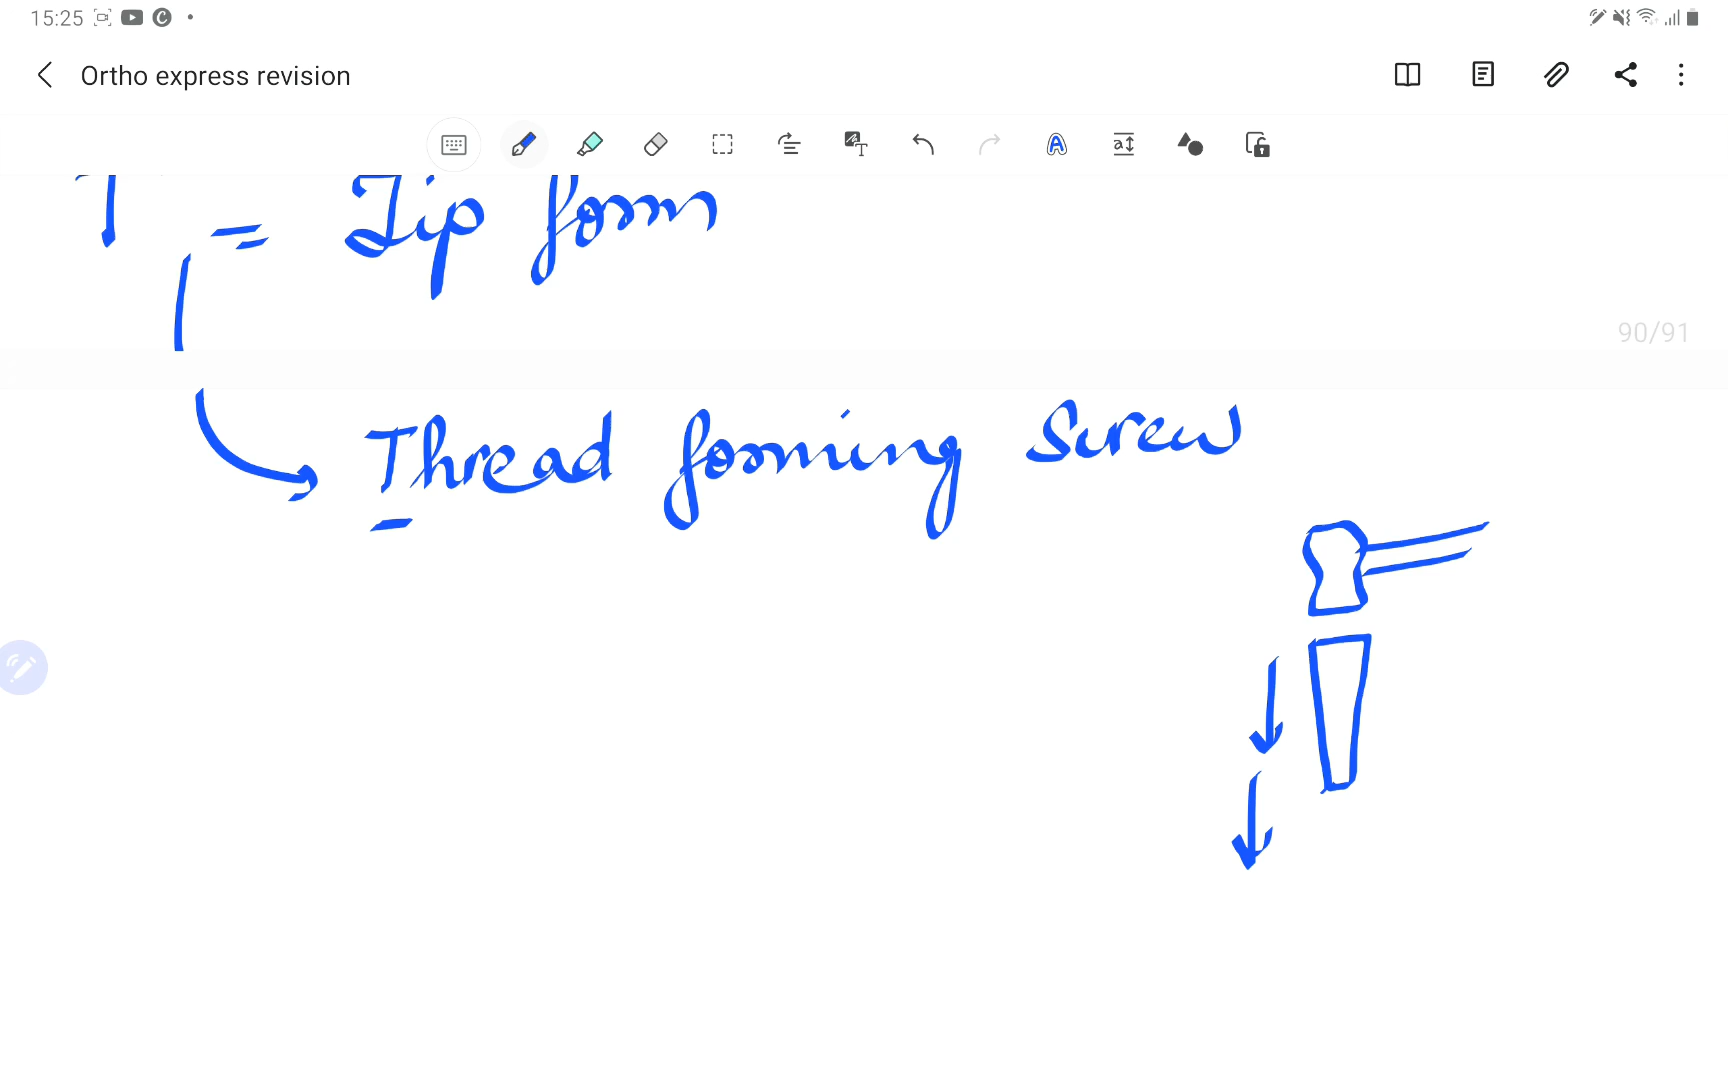 15:25
Ortho express revision
T = Tip form
90/91
Thread forming Screw